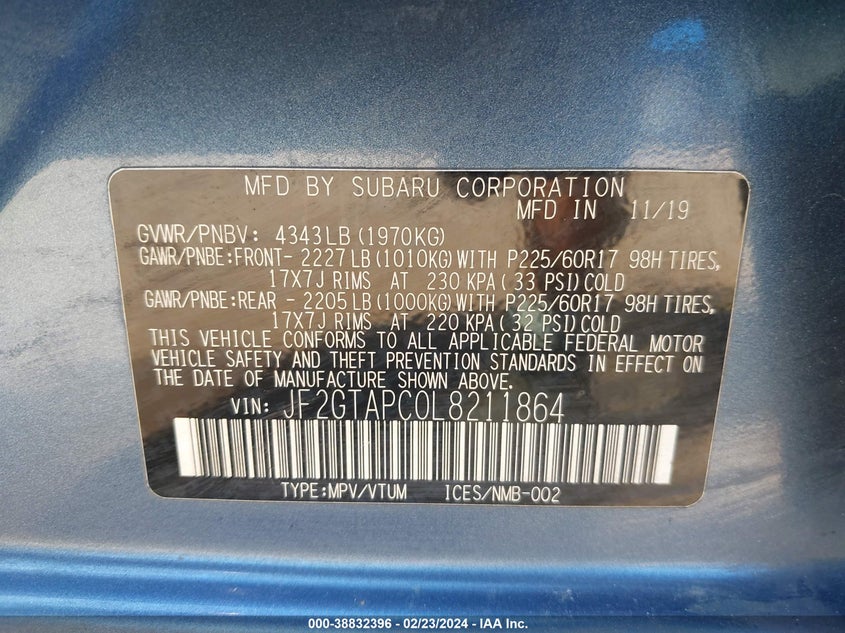 MFD BY SUBARU CORPORATION
MFD IN 11/19
GVWR/PNBV: 4343LB (1970KG)
GAWR/PNBE:FRONT- 2227LB (1010KG) WITH P225/60R17 98H TIRES,
17X7J RIMS AT 230 KPA ( 33 PSI) COLD
GAWR/PNBE:REAR - 2205LB (1000KG) WITH P225/60R17 98H TIRES,
17X7J RIMS AT 220 KPA ( 32 PSI) COLD
THIS VEHICLE CONFORMS TO ALL APPLICABLE FEDERAL MOTOR
VEHICLE SAFETY AND THEFT PREVENTION STANDARDS IN EFFECT ON
THE DATE OF MANUFACTURE SHOWN ABOVE.
VIN: JF2GTAPC0L8211864
TYPE:MPV/VTUM ICES/NMB-002
000-38832396 - 02/23/2024 - IAA Inc.